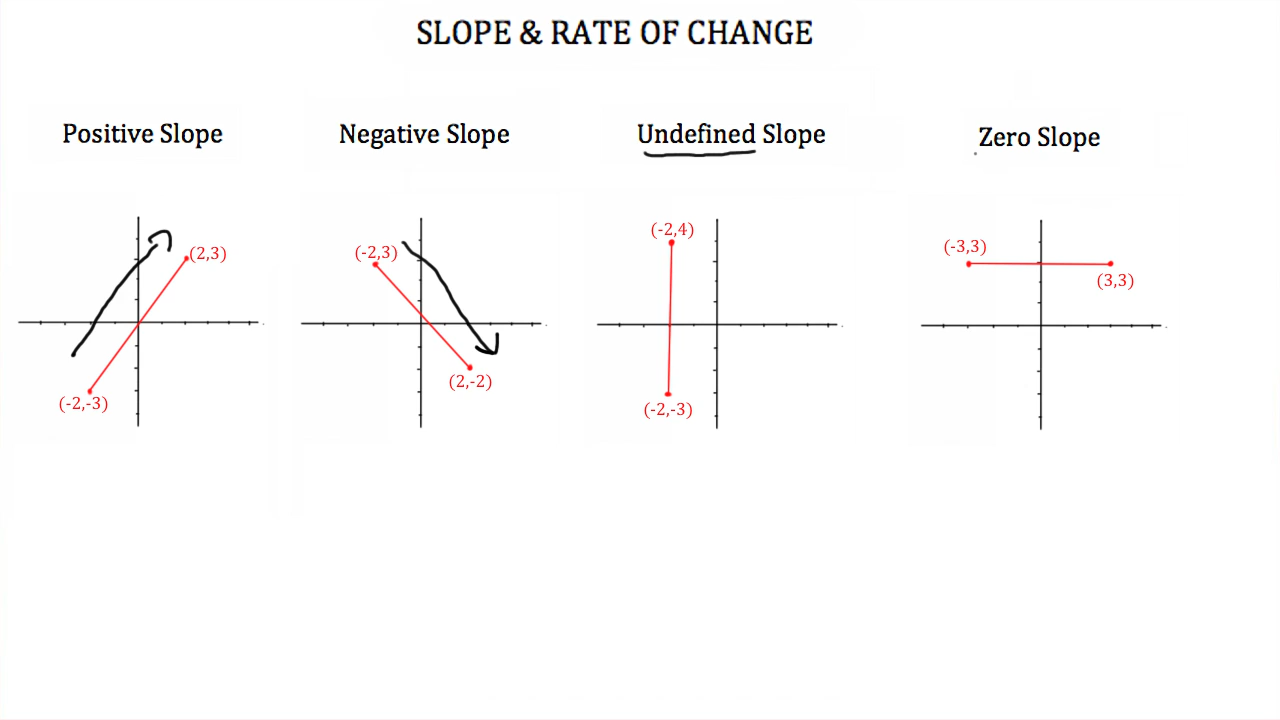 SLOPE & RATE OF CHANGE
Positive Slope
Negative Slope
Undefined Slope
Zero Slope
(2,3)
(-2,-3)
(-2,3)
(2,-2)
(-2,4)
(-2,-3)
(-3,3)
(3,3)